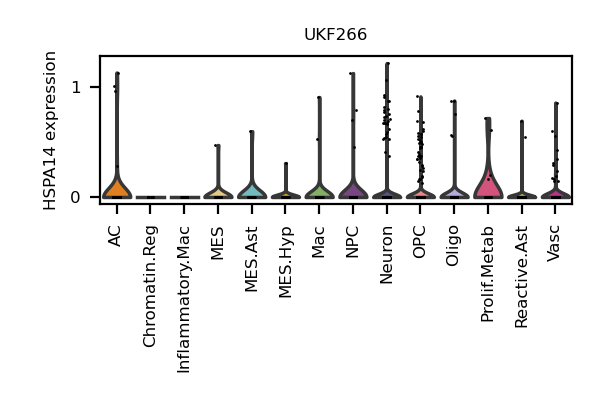 UKF266
HSPA14 expression
1
0
AC
Chromatin.Reg
Inflammatory.Mac
MES
MES.Ast
MES.Hyp
Mac
NPC
Neuron
OPC
Oligo
Prolif.Metab
Reactive.Ast
Vasc